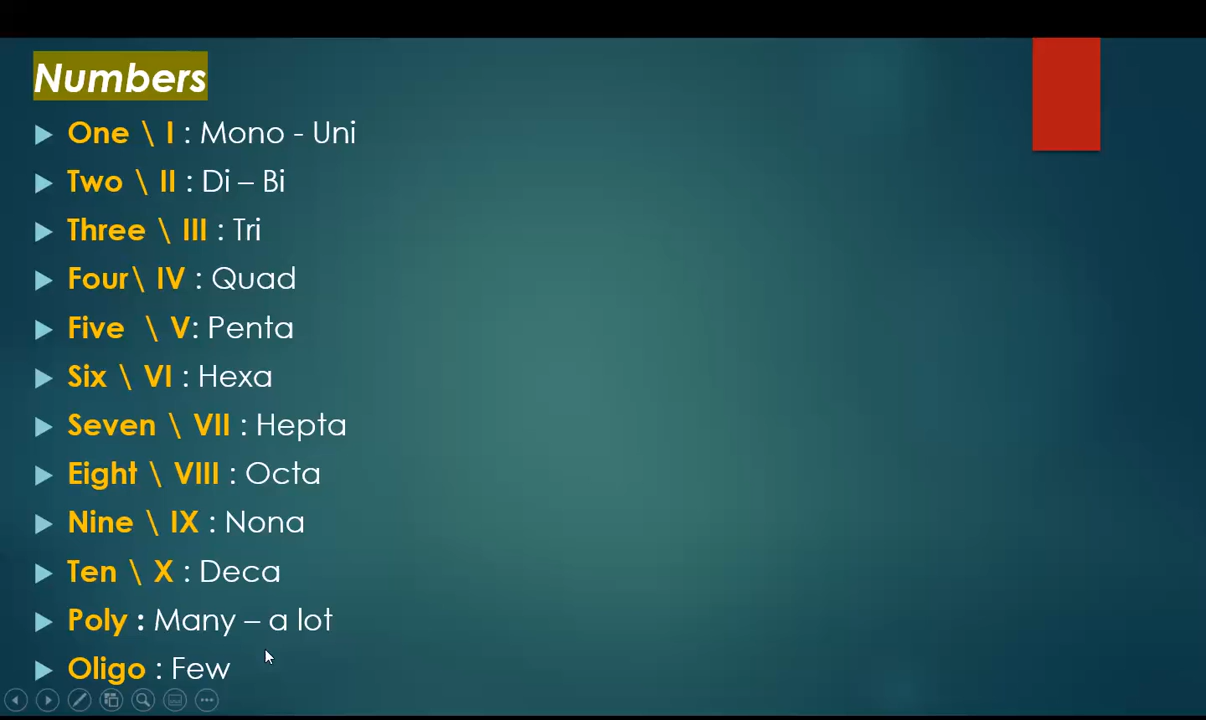 Numbers
One \ I : Mono - Uni
Two \ II : Di – Bi
Three \ III : Tri
Four\ IV : Quad
Five \ V: Penta
Six \ VI : Hexa
Seven \ VII : Hepta
Eight \ VIII : Octa
Nine \ IX : Nona
Ten \ X : Deca
Poly : Many – a lot
Oligo : Few